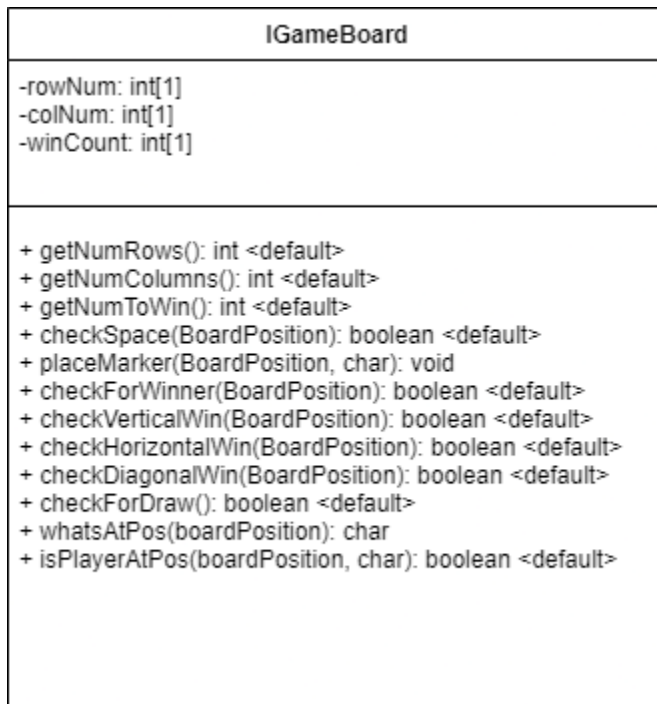 IGameBoard
-rowNum: int[1]
-colNum: int[1]
-winCount: int[1]
+ getNumRows(): int <default>
+ getNumColumns(): int <default>
+ getNumToWin(): int <default>
+ checkSpace(BoardPosition): boolean <default>
+ placeMarker(BoardPosition, char): void
+ checkForWinner(BoardPosition): boolean <default>
+ checkVerticalWin(BoardPosition): boolean <default>
+ checkHorizontalWin(BoardPosition): boolean <default>
+ checkDiagonalWin(BoardPosition): boolean <default>
+ checkForDraw(): boolean <default>
+ whatsAtPos(boardPosition): char
+ isPlayerAtPos(boardPosition, char): boolean <default>